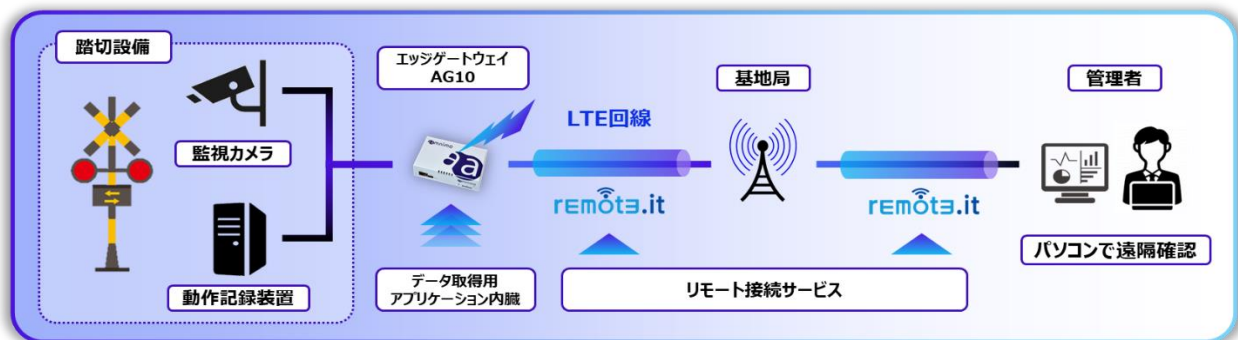 踏切設備
監視カメラ
動作記録装置
エッジゲートウェイ
AG10
データ取得用
アプリケーション内臓
LTE回線
remote.it
基地局
remote.it
リモート接続サービス
管理者
パソコンで遠隔確認